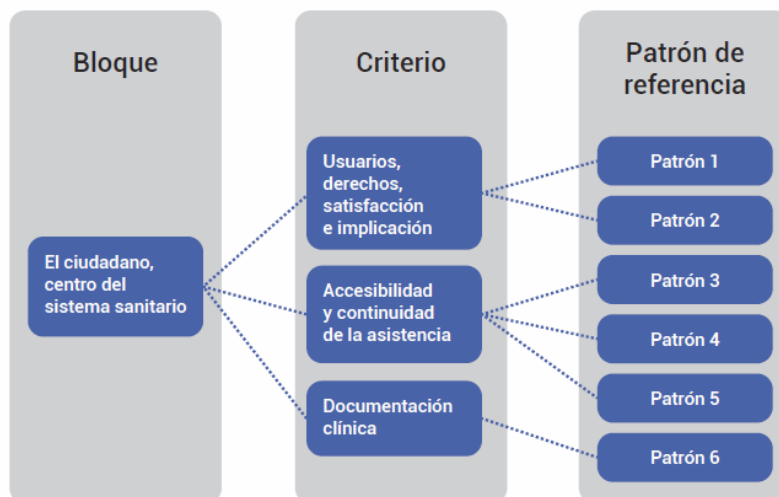 Bloque
Criterio
Patrón de
referencia
El ciudadano,
centro del
sistema sanitario
Usuarios,
derechos,
satisfacción
e implicación
Accesibilidad
y continuidad
de la asistencia
Documentación
clínica
Patrón 1
Patrón 2
Patrón 3
Patrón 4
Patrón 5
Patrón 6